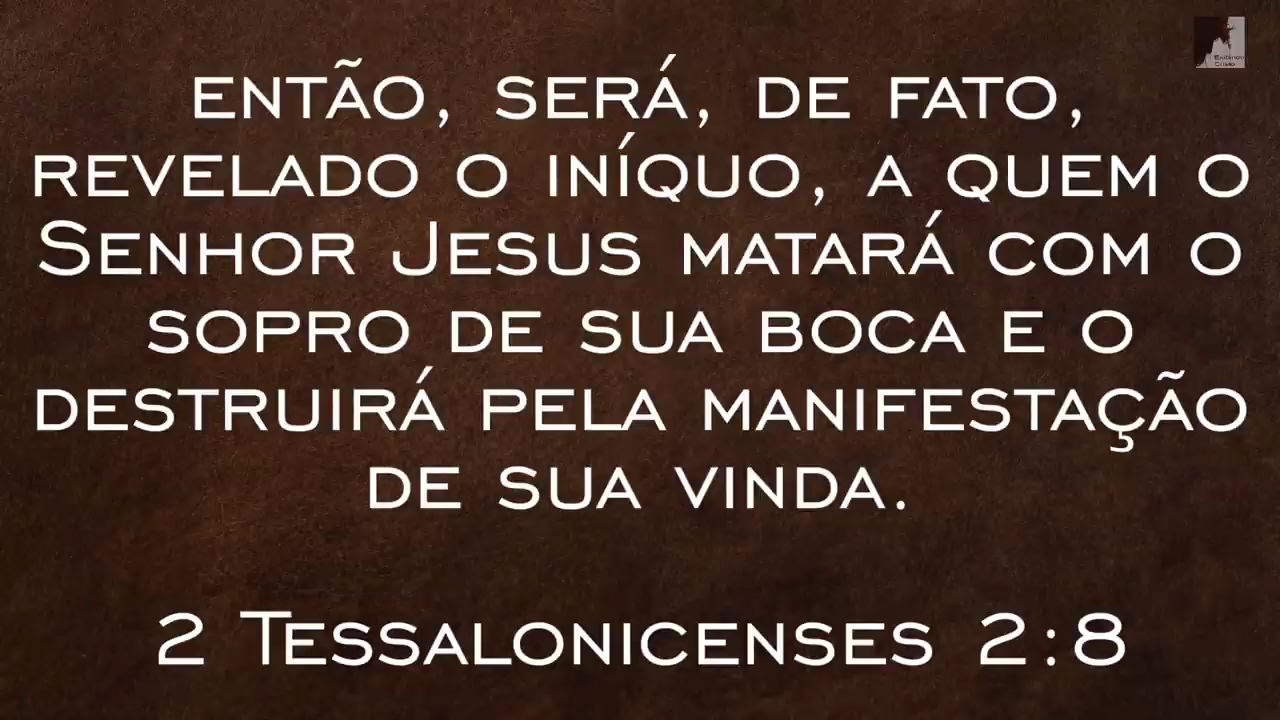 ENTÃO, SERÁ, DE FATO,
REVELADO O INÍQUO, A QUEM O
SENHOR JESUS MATARÁ COM O
SOPRO DE SUA BOCA E O
DESTRUIRÁ PELA MANIFESTAÇÃO
DE SUA VINDA.
2 TESSALONICENSES 2:8